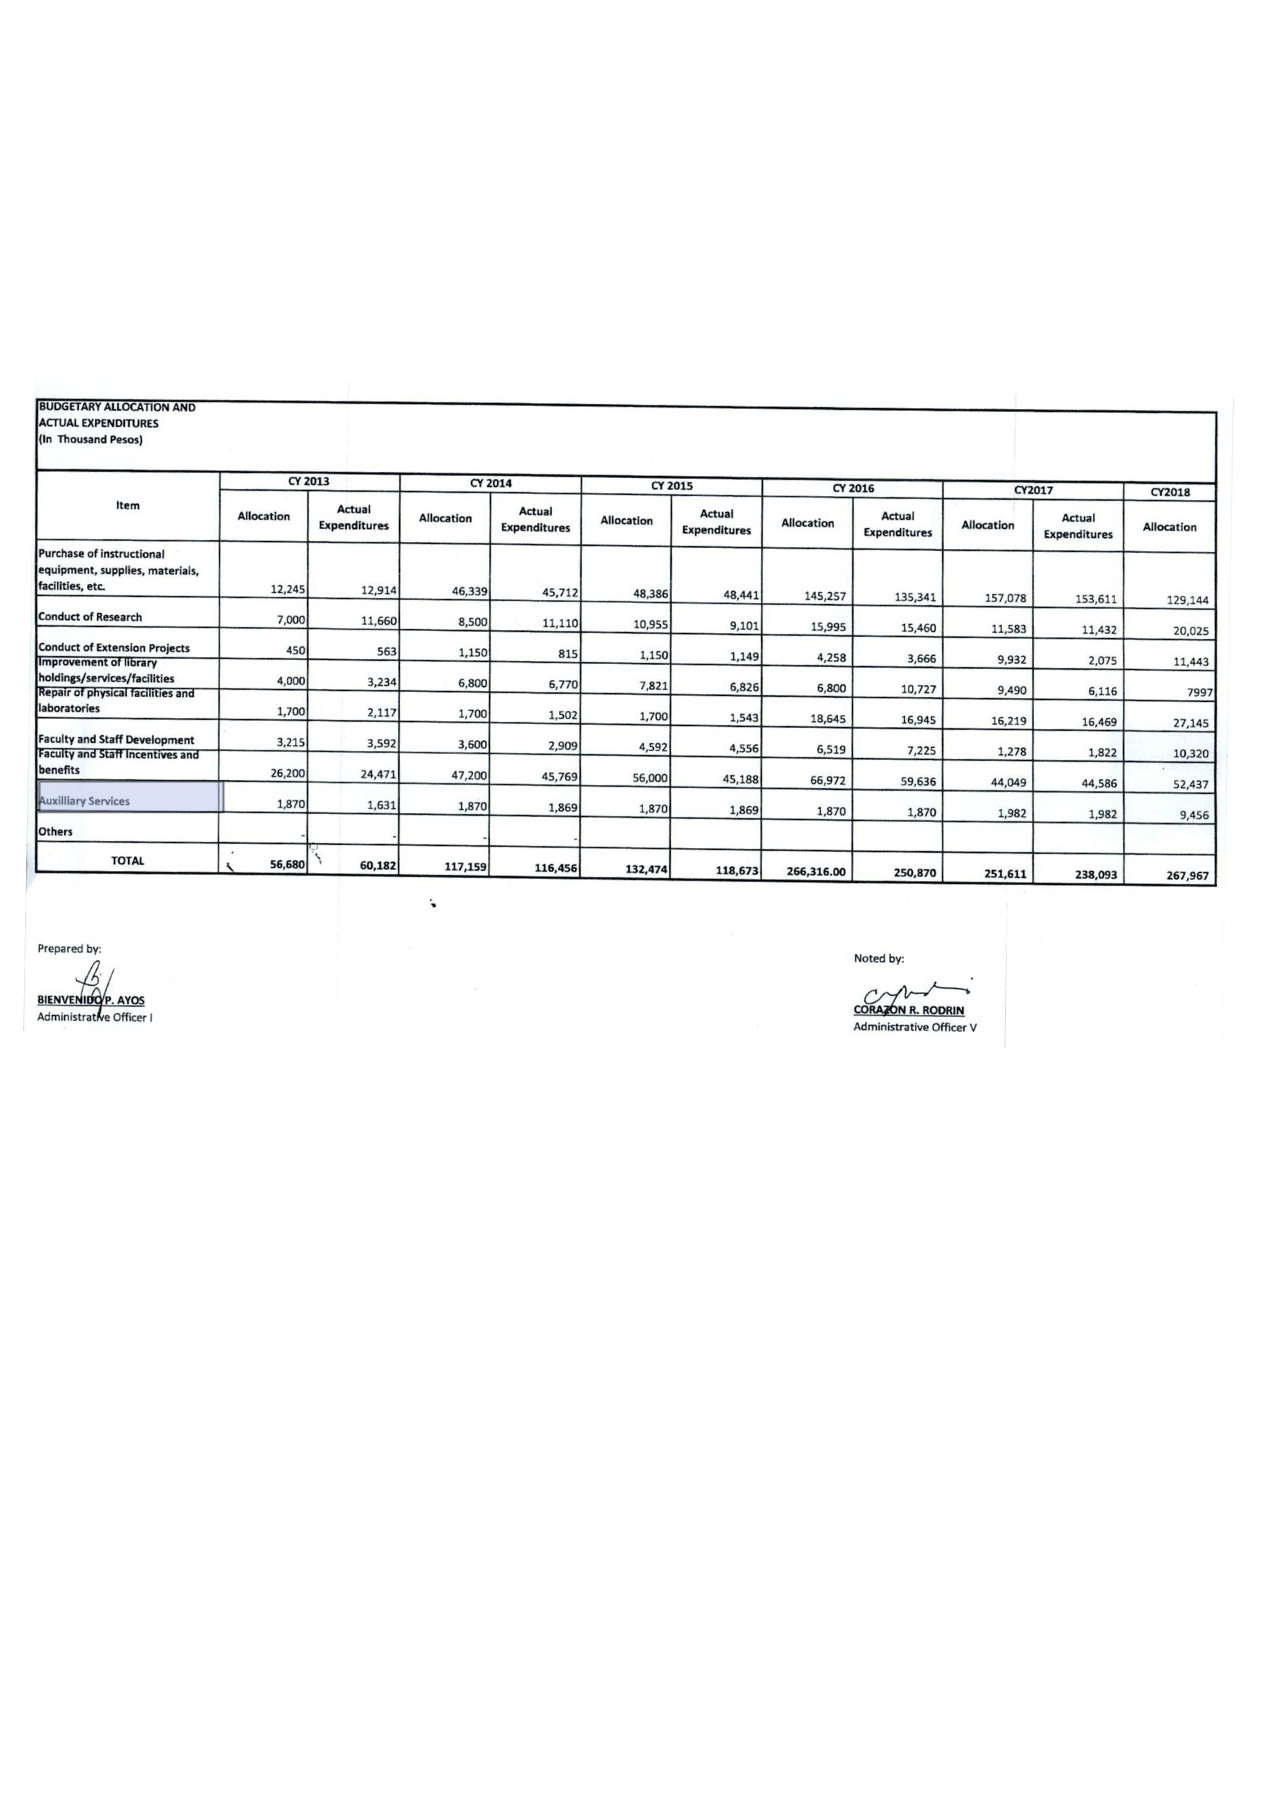 BUDGETARY ALLOCATION AND
ACTUAL EXPENDITURES
(In Thousand Pesos)
Item CY 2013 CY 2014 CY 2015 CY 2016 CY2017 CY2018
Allocation Actual Expenditures Allocation Actual Expenditures Allocation Actual Expenditures Allocation Actual Expenditures Allocation Actual Expenditures Allocation
Purchase of instructional
equipment, supplies, materials,
facilities, etc. 12,245 12,914 46,339 45,712 48,386 48,441 145,257 135,341 157,078 153,611 129,144
Conduct of Research 7,000 11,660 8,500 11,110 10,955 9,101 15,995 15,460 11,583 11,432 20,025
Conduct of Extension Projects 450 563 1,150 815 1,150 1,149 4,258 3,666 9,932 2,075 11,443
Improvement of library
holdings/services/facilities 4,000 3,234 6,800 6,770 7,821 6,826 6,800 10,727 9,490 6,116 7997
Repair of physical facilities and
laboratories 1,700 2,117 1,700 1,502 1,700 1,543 18,645 16,945 16,219 16,469 27,145
Faculty and Staff Development 3,215 3,592 3,600 2,909 4,592 4,556 6,519 7,225 1,278 1,822 10,320
Faculty and Staff Incentives and
benefits 26,200 24,471 47,200 45,769 56,000 45,188 66,972 59,636 44,049 44,586 52,437
Auxilliary Services 1,870 1,631 1,870 1,869 1,870 1,869 1,870 1,870 1,982 1,982 9,456
Others - - - -
TOTAL 56,680 60,182 117,159 116,456 132,474 118,673 266,316.00 250,870 251,611 238,093 267,967
Prepared by:
BIENVENIDO P. AYOS
Administrative Officer I
Noted by:
CORAZON R. RODRIN
Administrative Officer V